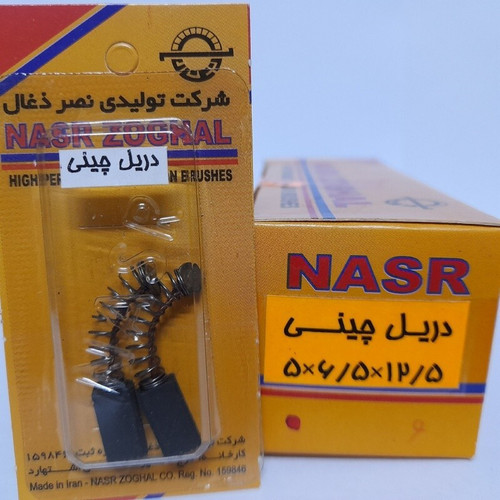 شرکت تولیدی نصر ذغال
NASR ZOGHAL
دریل چینی
HIGH PER
N BRUSHES
Made in Iran - NASR ZOGHAL CO. Reg. No. 159846
NASR
دریل چینی
۵×۶/۵×۱۲/۵